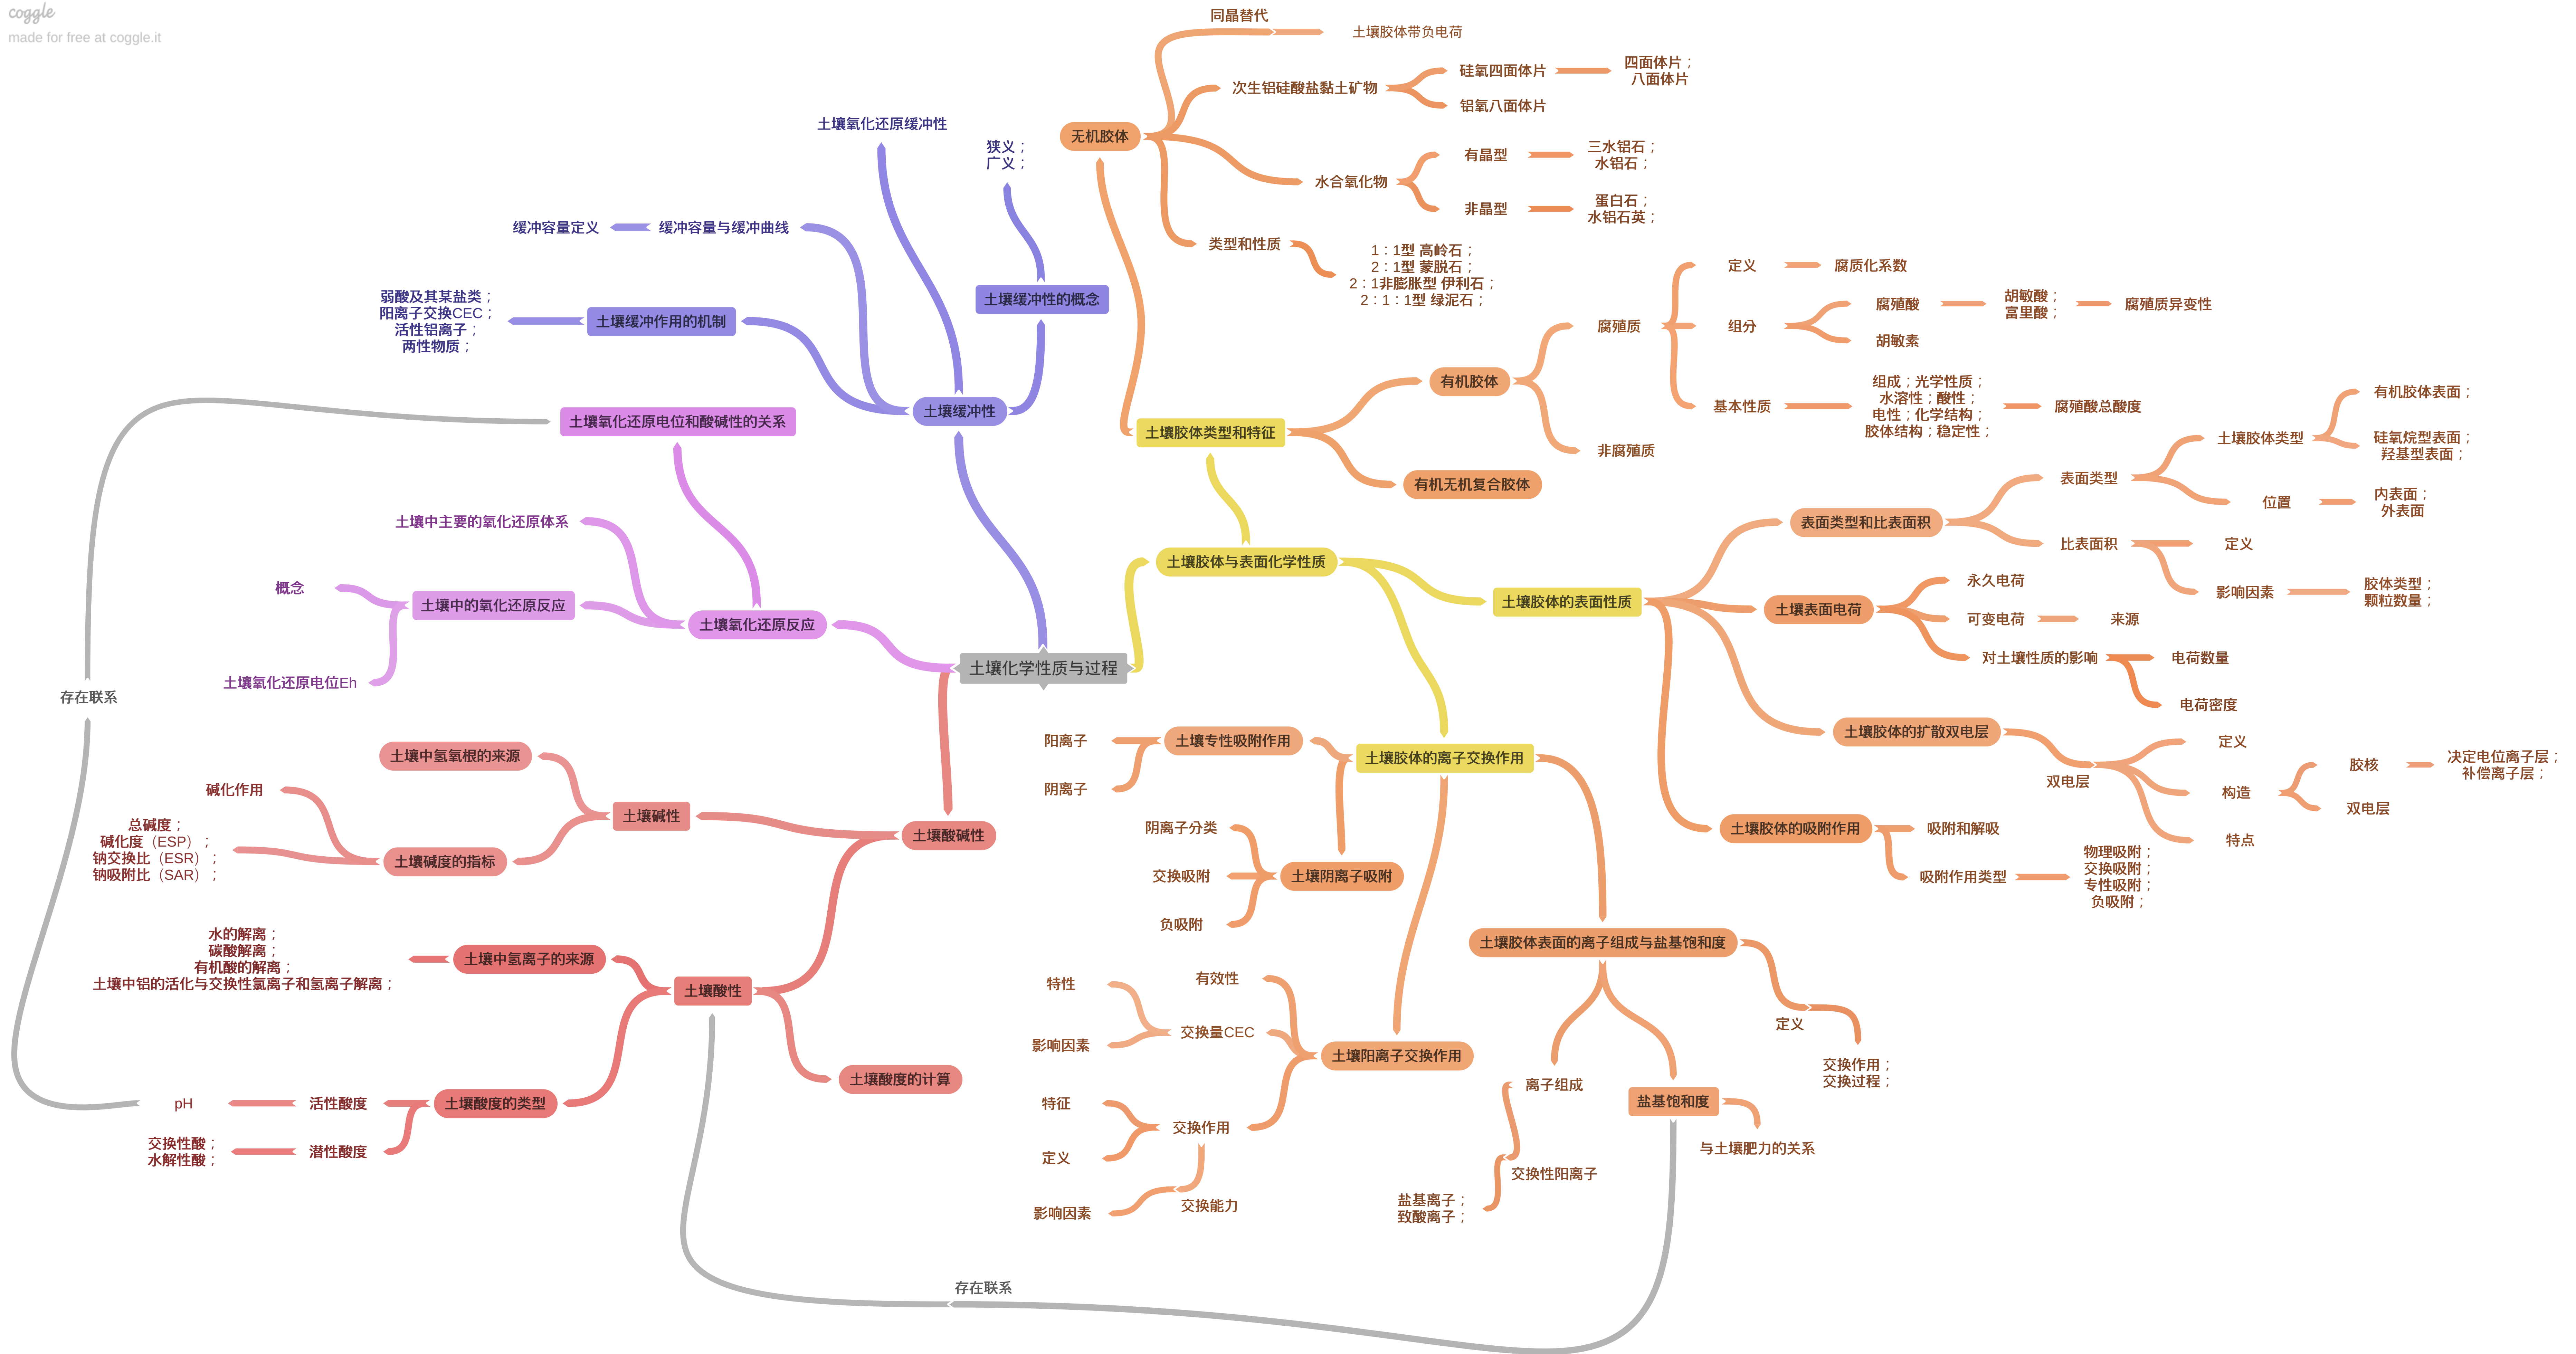 coggle
made for free at coggle.it
土壤化学性质与过程
土壤胶体与表面化学性质
土壤胶体类型和特征
无机胶体
同晶替代
土壤胶体带负电荷
次生铝硅酸盐黏土矿物
硅氧四面体片
四面体片；
八面体片
铝氧八面体片
水合氧化物
有晶型
三水铝石；
水铝石；
非晶型
蛋白石；
水铝石英；
类型和性质
1：1型 高岭石；
2：1型 蒙脱石；
2：1非膨胀型 伊利石；
2：1：1型 绿泥石；
有机胶体
腐殖质
定义
腐质化系数
组分
腐殖酸
胡敏酸；
富里酸；
腐殖质异变性
胡敏素
基本性质
组成；光学性质；
水溶性；酸性；
电性；化学结构；
胶体结构；稳定性；
腐殖酸总酸度
非腐殖质
有机无机复合胶体
土壤胶体的表面性质
表面类型和比表面积
表面类型
土壤胶体类型
有机胶体表面；
硅氧烷型表面；
羟基型表面；
位置
内表面；
外表面
比表面积
定义
影响因素
胶体类型；
颗粒数量；
土壤表面电荷
永久电荷
可变电荷
来源
对土壤性质的影响
电荷数量
电荷密度
土壤胶体的扩散双电层
双电层
定义
构造
胶核
决定电位离子层；
补偿离子层；
双电层
特点
土壤胶体的吸附作用
吸附和解吸
吸附作用类型
物理吸附；
交换吸附；
专性吸附；
负吸附；
土壤胶体的离子交换作用
土壤专性吸附作用
阳离子
阴离子
土壤阴离子吸附
阴离子分类
交换吸附
负吸附
土壤阳离子交换作用
有效性
交换量CEC
特性
影响因素
交换作用
特征
定义
交换能力
影响因素
土壤胶体表面的离子组成与盐基饱和度
定义
交换作用；
交换过程；
离子组成
交换性阳离子
盐基离子；
致酸离子；
盐基饱和度
与土壤肥力的关系
存在联系
土壤缓冲性
土壤缓冲性的概念
狭义；
广义；
土壤氧化还原缓冲性
缓冲容量与缓冲曲线
缓冲容量定义
土壤缓冲作用的机制
弱酸及其某盐类；
阳离子交换CEC；
活性铝离子；
两性物质；
土壤氧化还原反应
土壤氧化还原电位和酸碱性的关系
土壤中主要的氧化还原体系
土壤中的氧化还原反应
概念
土壤氧化还原电位Eh
存在联系
土壤酸碱性
土壤碱性
土壤中氢氧根的来源
土壤碱度的指标
碱化作用
总碱度；
碱化度（ESP）；
钠交换比（ESR）；
钠吸附比（SAR）；
土壤酸性
土壤中氢离子的来源
水的解离；
碳酸解离；
有机酸的解离；
土壤中铝的活化与交换性氯离子和氢离子解离；
土壤酸度的类型
活性酸度
pH
潜性酸度
交换性酸；
水解性酸；
土壤酸度的计算